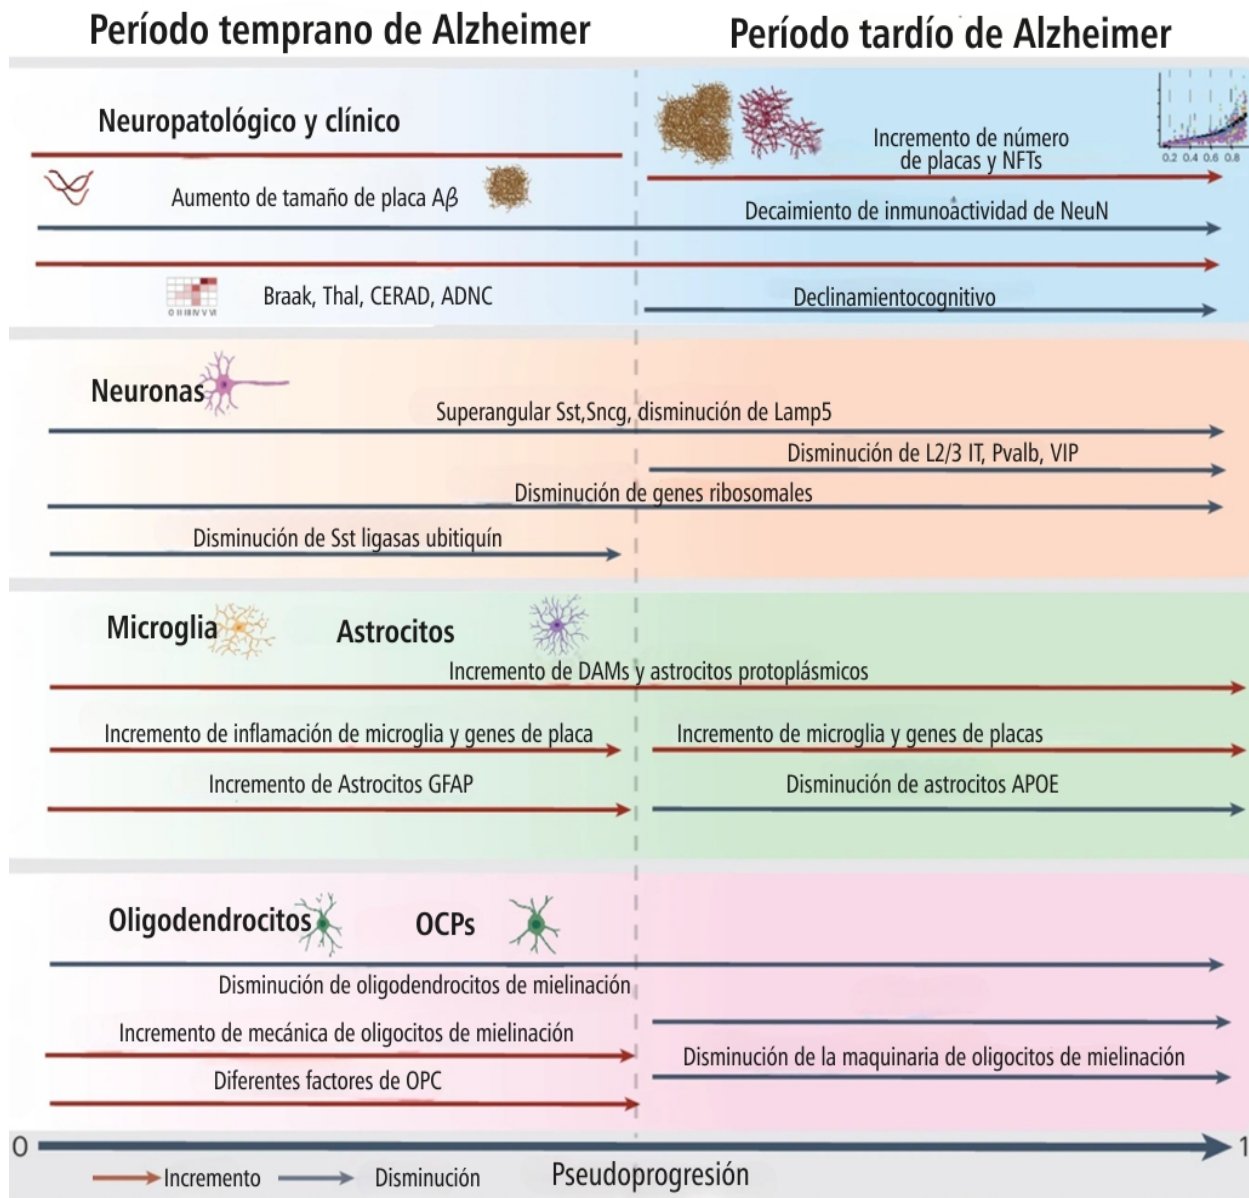 Período temprano de Alzheimer
Período tardío de Alzheimer
Neuropatológico y clínico
Incremento de número
de placas y NFTs
0.2 0.4 0.6 0.8
Aumento de tamaño de placa Aβ
Decaimiento de inmunoactividad de NeuN
Braak, Thal, CERAD, ADNC
0 I II III IV V VI
Declinamientocognitivo
Neuronas
Superangular Sst,Sncg, disminución de Lamp5
Disminución de L2/3 IT, Pvalb, VIP
Disminución de genes ribosomales
Disminución de Sst ligasas ubitiquín
Microglia
Astrocitos
Incremento de DAMs y astrocitos protoplásmicos
Incremento de inflamación de microglia y genes de placa
Incremento de microglia y genes de placas
Incremento de Astrocitos GFAP
Disminución de astrocitos APOE
Oligodendrocitos
OCPs
Disminución de oligodendrocitos de mielinación
Incremento de mecánica de oligocitos de mielinación
Disminución de la maquinaria de oligocitos de mielinación
Diferentes factores de OPC
0
1
Incremento
Disminución
Pseudoprogresión